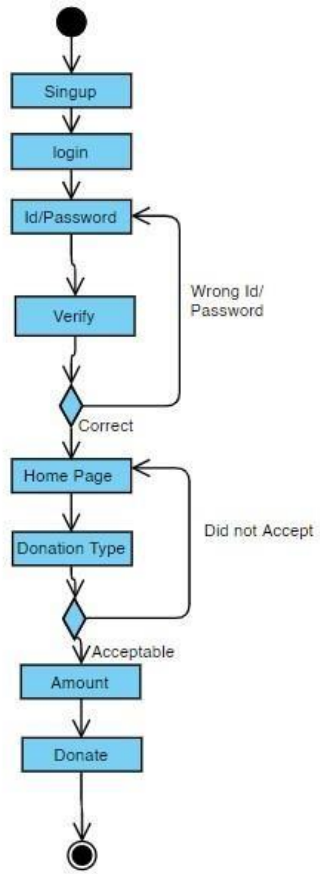 Singup
login
Id/Password
Wrong Id/
Password
Verify
Correct
Home Page
Did not Accept
Donation Type
Acceptable
Amount
Donate